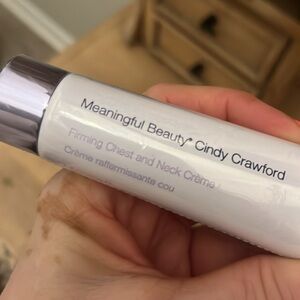 Meaningful Beauty® Cindy Crawford
Firming Chest and Neck Crème
Crème raffermissante cou